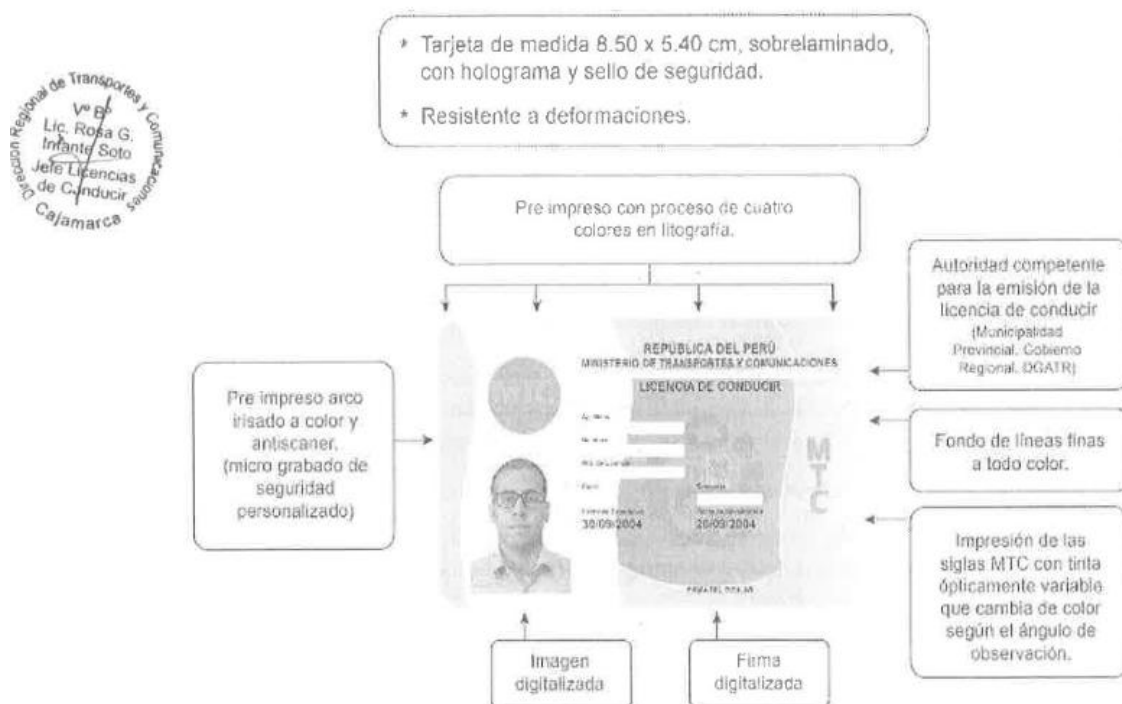 * Tarjeta de medida 8.50 x 5.40 cm, sobrelaminado,
con holograma y sello de seguridad.
* Resistente a deformaciones.
Dirección Regional de Transportes y Comunicaciones
Vº Bº
Lic. Rosa G.
Infante Soto
Jefe Licencias
de Conducir
Cajamarca
Pre impreso con proceso de cuatro
colores en litografía.
Autoridad competente
para la emisión de la
licencia de conducir
(Municipalidad
Provincial, Gobierno
Regional, DGATR)
Pre impreso arco
irisado a color y
antiscaner.
(micro grabado de
seguridad
personalizado)
REPÚBLICA DEL PERÚ
MINISTERIO DE TRANSPORTES Y COMUNICACIONES
LICENCIA DE CONDUCIR
MTC
30/09/2004
20/09/2004
MTC
Fondo de líneas finas
a todo color.
Impresión de las
siglas MTC con tinta
ópticamente variable
que cambia de color
según el ángulo de
observación.
Imagen
digitalizada
Firma
digitalizada